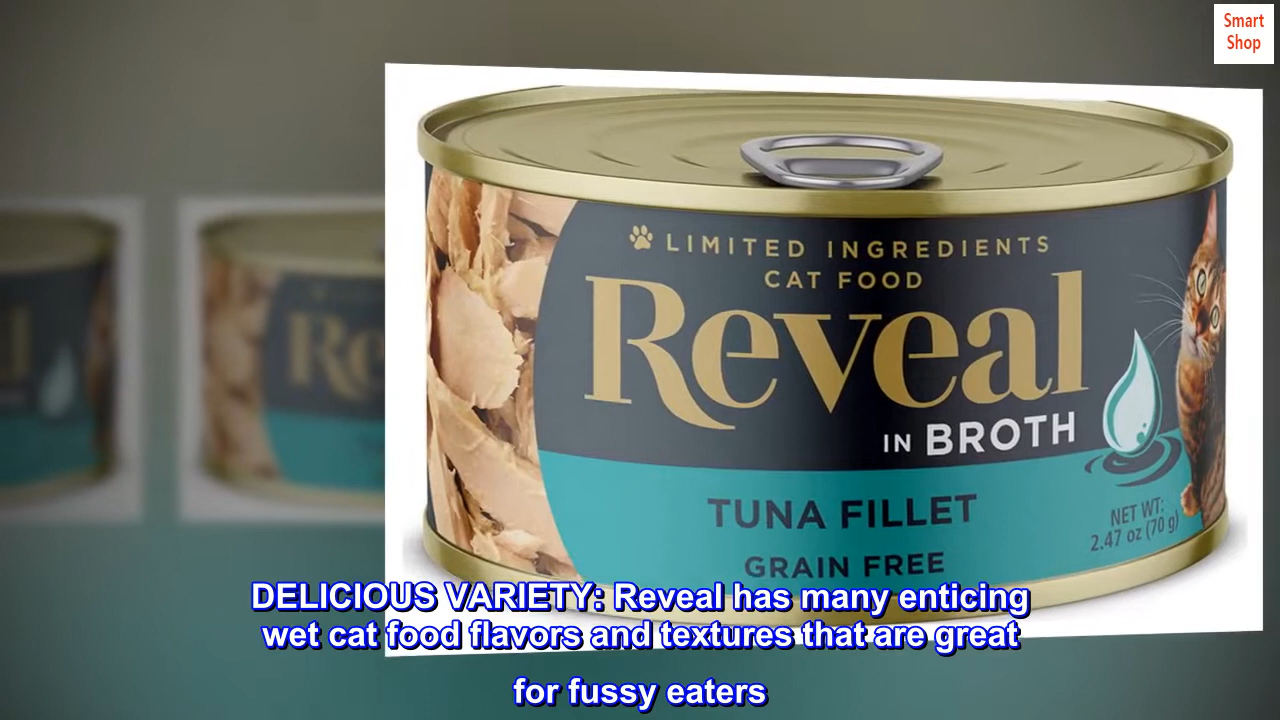 Smart
Shop
LIMITED INGREDIENTS
CAT FOOD
Reveal
IN BROTH
TUNA FILLET
GRAIN FREE
NET WT:
2.47 oz (70 g)
DELICIOUS VARIETY: Reveal has many enticing
wet cat food flavors and textures that are great
for fussy eaters